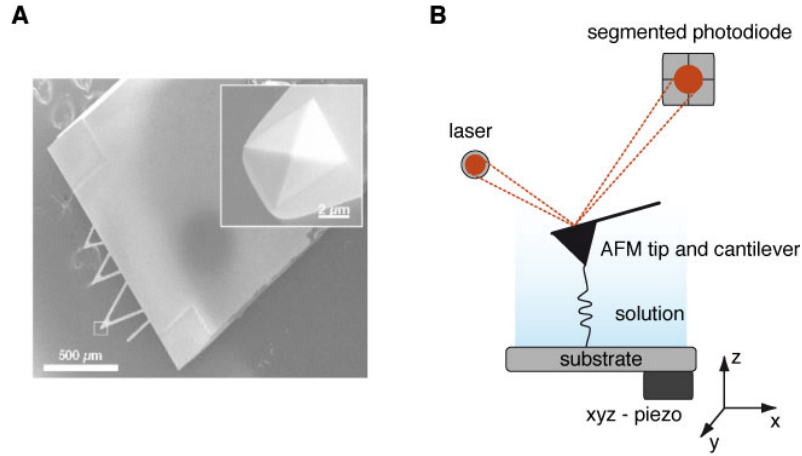 A
B
segmented photodiode
laser
2 μm
AFM tip and cantilever
solution
500 μm
substrate
xyz - piezo
z
x
y